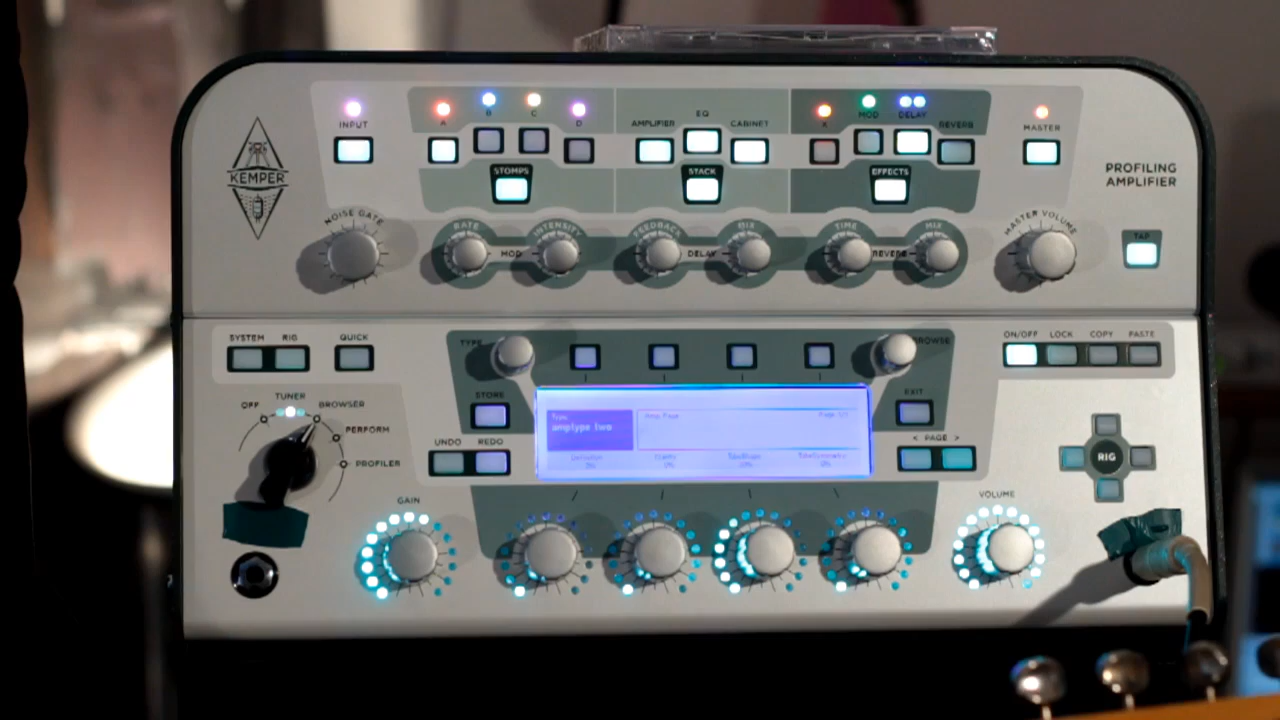 INPUT
A
B
C
D
AMPLIFIER
EQ
CABINET
X
MOD
DELAY
REVERB
MASTER
KEMPER
STOMPS
STACK
EFFECTS
PROFILING
AMPLIFIER
NOISE GATE
RATE
MOD
INTENSITY
FEEDBACK
DELAY
MIX
TIME
REVERB
MIX
MASTER VOLUME
TAP
SYSTEM
RIG
QUICK
TYPE
BROWSE
ON/OFF
LOCK
COPY
PASTE
STORE
EXIT
OFF
TUNER
BROWSER
PERFORM
PROFILER
UNDO
REDO
< PAGE >
Type:
amptype two
Amp Page
RIG
GAIN
VOLUME